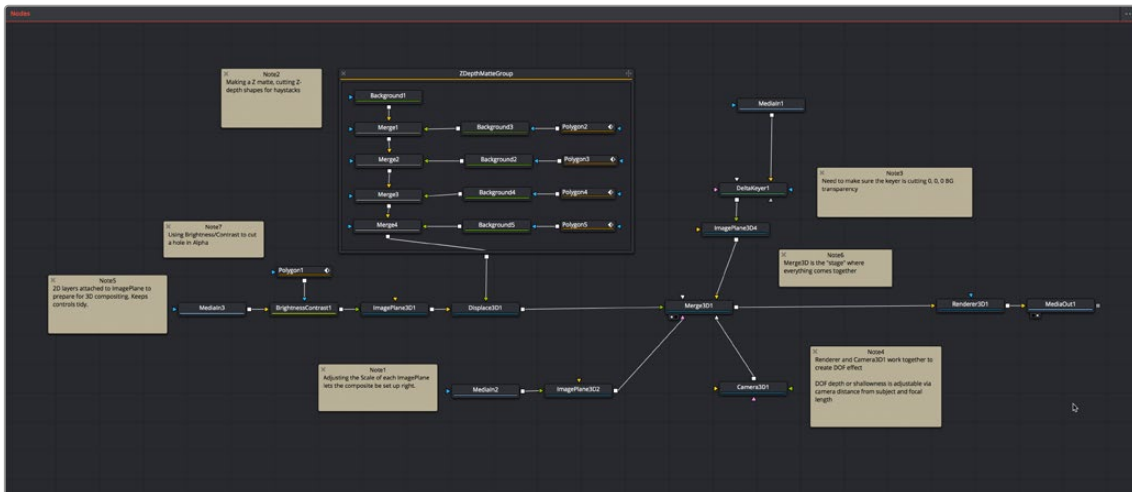 Nodes
Note2
Making a Z matte, cutting Z-
depth shapes for haystacks
ZDepthMatteGroup
Background1
Merge1
Background3
Polygon2
Merge2
Background2
Polygon3
Merge3
Background4
Polygon4
Merge4
Background5
Polygon5
MediaIn1
DeltaKeyer1
Note3
Need to make sure the keyer is cutting 0, 0, 0 BG
transparency
ImagePlane3D4
Note7
Using Brightness/Contrast to cut
a hole in Alpha
Note6
Merge3D is the "stage" where
everything comes together
Note5
2D layers attached to ImagePlane to
prepare for 3D compositing. Keeps
controls tidy.
Polygon1
MediaIn3
BrightnessContrast1
ImagePlane3D1
Displace3D1
Merge3D1
Renderer3D1
MediaOut1
Note1
Adjusting the Scale of each ImagePlane
lets the composite be set up right.
MediaIn2
ImagePlane3D2
Camera3D1
Note4
Renderer and Camera3D1 work together to
create DOF effect
DOF depth or shallowness is adjustable via
camera distance from subject and focal
length